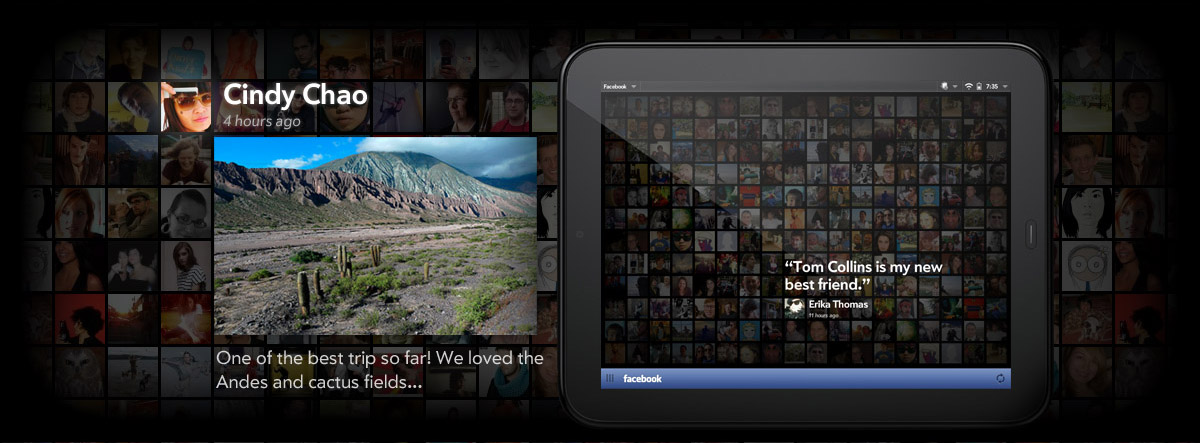 Cindy Chao
4 hours ago
One of the best trip so far! We loved the
Andes and cactus fields...
Facebook
7:35
“Tom Collins is my new
best friend.”
Erika Thomas
11 hours ago
facebook